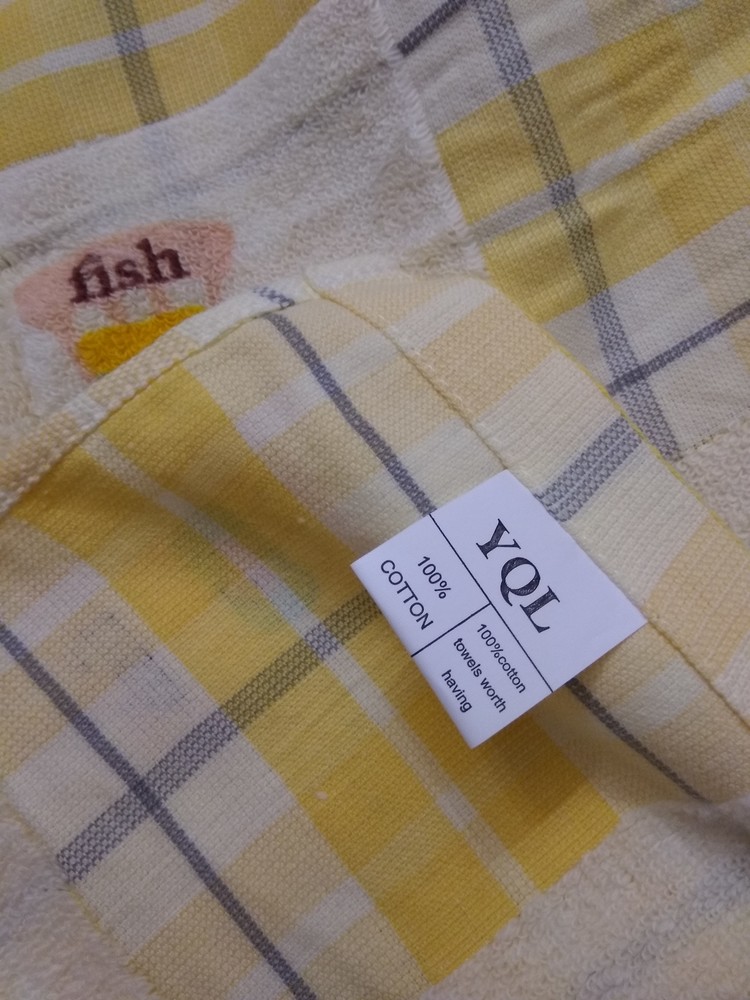 fish
YQL
100%
COTTON
100%cotton
towels worth
having